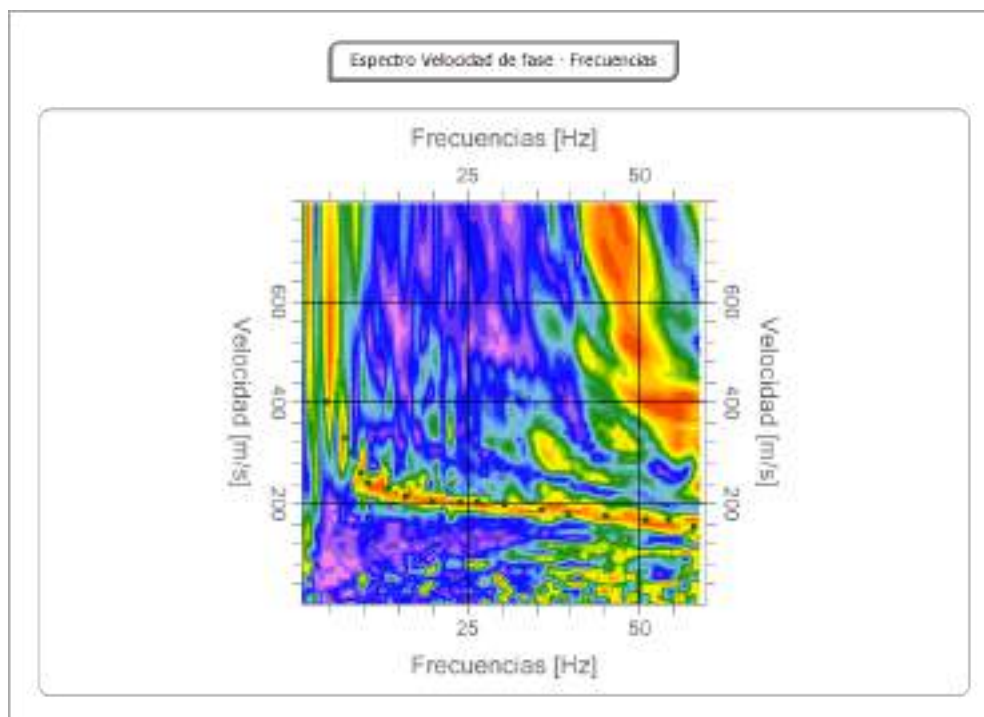 Espectro Velocidad de fase - Frecuencias
Frecuencias [Hz]
25 50
600 600
Velocidad [m/s] Velocidad [m/s]
400 400
200 200
25 50
Frecuencias [Hz]